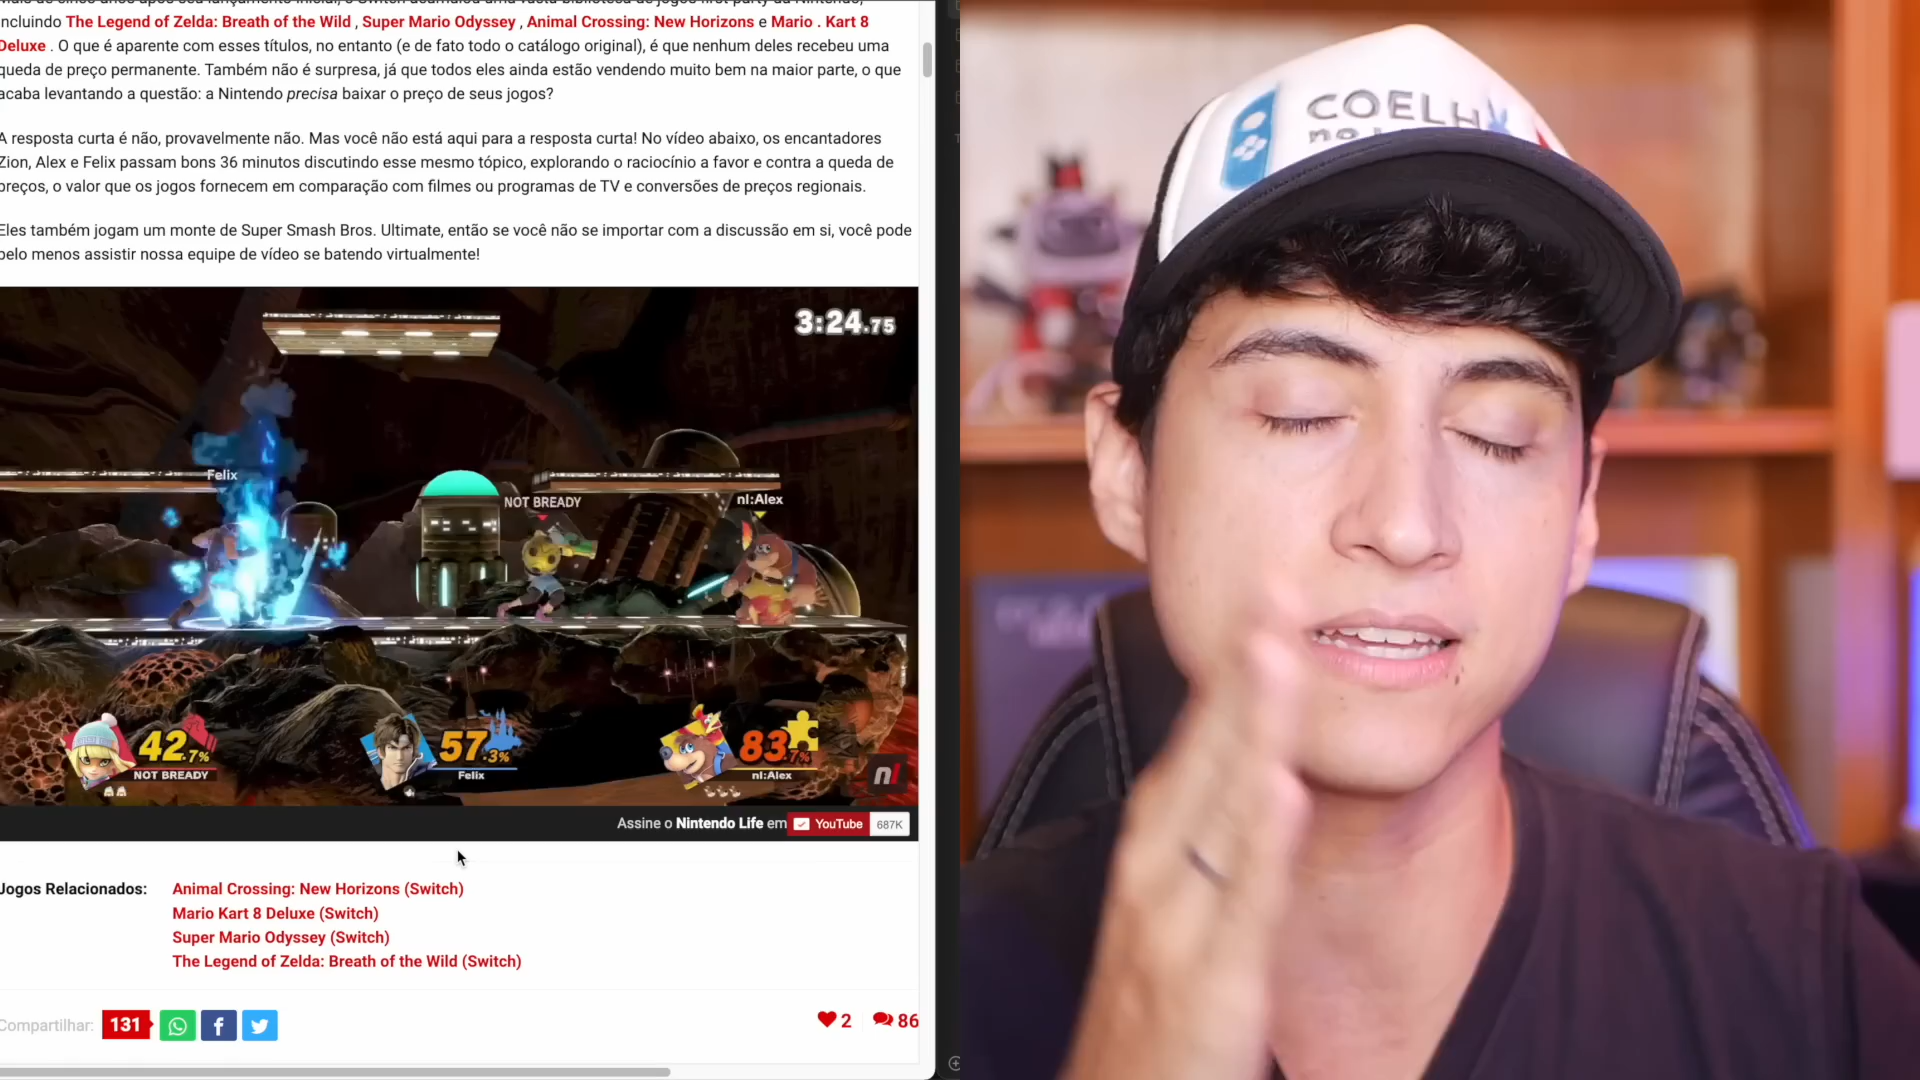 incluindo The Legend of Zelda: Breath of the Wild , Super Mario Odyssey , Animal Crossing: New Horizons e Mario . Kart 8
Deluxe . O que é aparente com esses títulos, no entanto (e de fato todo o catálogo original), é que nenhum deles recebeu uma
queda de preço permanente. Também não é surpresa, já que todos eles ainda estão vendendo muito bem na maior parte, o que
acaba levantando a questão: a Nintendo precisa baixar o preço de seus jogos?
A resposta curta é não, provavelmente não. Mas você não está aqui para a resposta curta! No vídeo abaixo, os encantadores
Zion, Alex e Felix passam bons 36 minutos discutindo esse mesmo tópico, explorando o raciocínio a favor e contra a queda de
preços, o valor que os jogos fornecem em comparação com filmes ou programas de TV e conversões de preços regionais.
Eles também jogam um monte de Super Smash Bros. Ultimate, então se você não se importar com a discussão em si, você pode
pelo menos assistir nossa equipe de vídeo se batendo virtualmente!
3:24.75
Felix
NOT BREADY
nl:Alex
42.7%
NOT BREADY
57.3%
Felix
83.7%
nl:Alex
nl
Assine o Nintendo Life em YouTube 687K
Jogos Relacionados:
Animal Crossing: New Horizons (Switch)
Mario Kart 8 Deluxe (Switch)
Super Mario Odyssey (Switch)
The Legend of Zelda: Breath of the Wild (Switch)
Compartilhar: 131
2 86
COELH
no